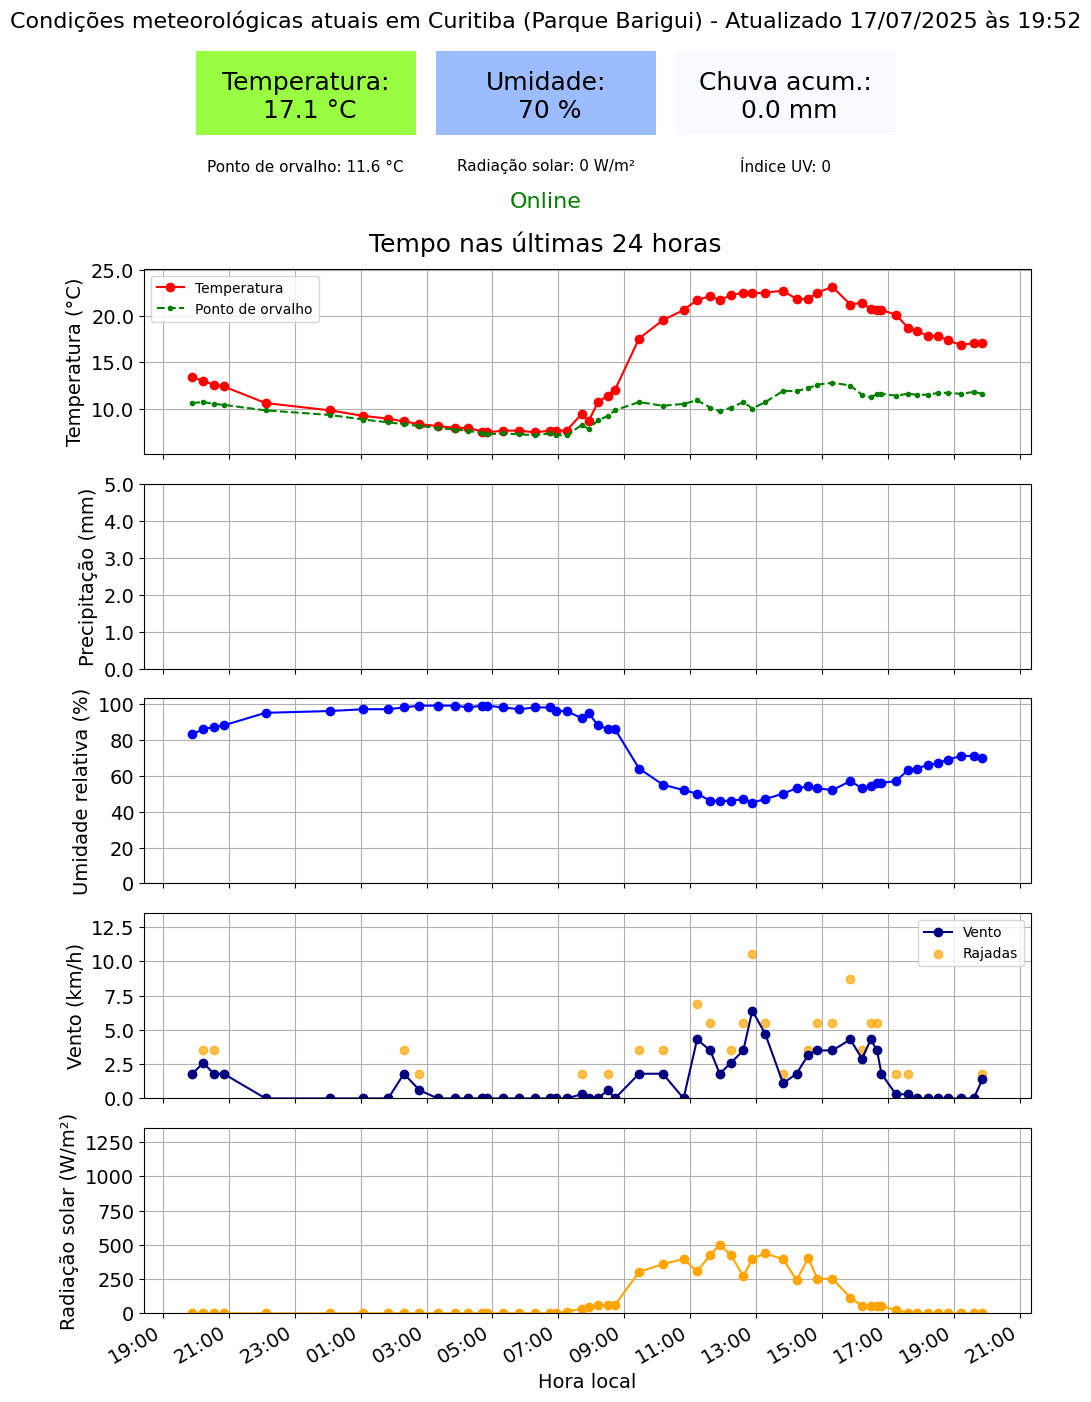 Condições meteorológicas atuais em Curitiba (Parque Barigui) - Atualizado 17/07/2025 às 19:52
Temperatura:
17.1 °C
Umidade:
70 %
Chuva acum.:
0.0 mm
Ponto de orvalho: 11.6 °C
Radiação solar: 0 W/m²
Índice UV: 0
Online
Tempo nas últimas 24 horas
Temperatura (°C)
25.0
20.0
15.0
10.0
Temperatura
Ponto de orvalho
Precipitação (mm)
5.0
4.0
3.0
2.0
1.0
0.0
Umidade relativa (%)
100
80
60
40
20
0
Vento (km/h)
12.5
10.0
7.5
5.0
2.5
0.0
Vento
Rajadas
Radiação solar (W/m²)
1250
1000
750
500
250
0
19:00
21:00
23:00
01:00
03:00
05:00
07:00
09:00
11:00
13:00
15:00
17:00
19:00
21:00
Hora local